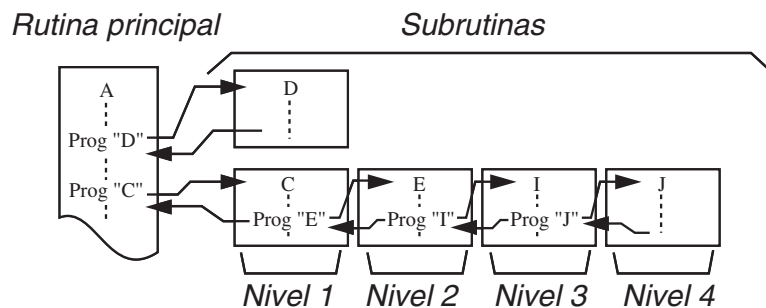 Rutina principal
Subrutinas
A
D
Prog "D"
Prog "C"
C
E
I
J
Prog "E"
Prog "I"
Prog "J"
Nivel 1
Nivel 2
Nivel 3
Nivel 4